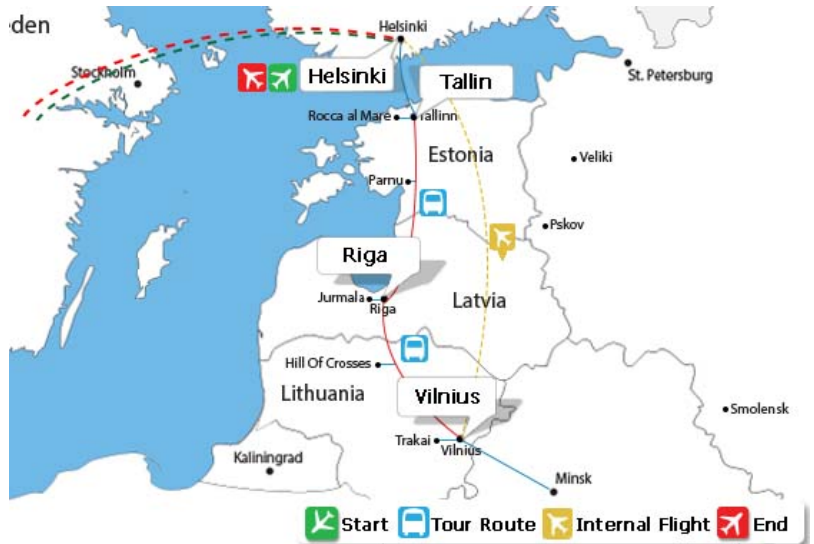 eden
Helsinki
Stockholm
Helsinki
Tallin
St. Petersburg
Rocca al Mare
Tallinn
Estonia
Veliki
Parnu
Pskov
Riga
Jurmala
Riga
Latvia
Hill Of Crosses
Lithuania
Vilnius
Smolensk
Trakai
Vilnius
Kaliningrad
Minsk
Start Tour Route Internal Flight End